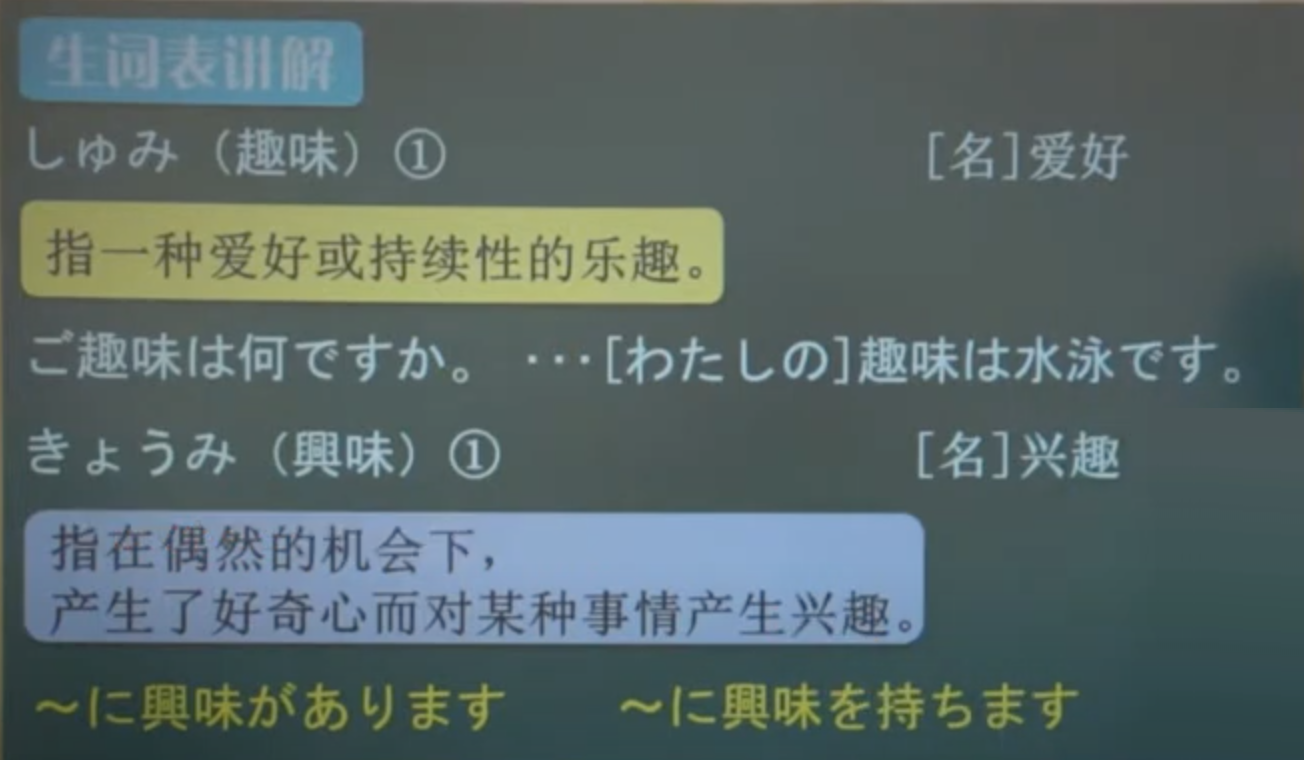 生词表讲解
しゅみ（趣味）① [名]爱好
指一种爱好或持续性的乐趣。
ご趣味は何ですか。 ···[わたしの]趣味は水泳です。
きょうみ（興味）① [名]兴趣
指在偶然的机会下，
产生了好奇心而对某种事情产生兴趣。
～に興味があります ～に興味を持ちます